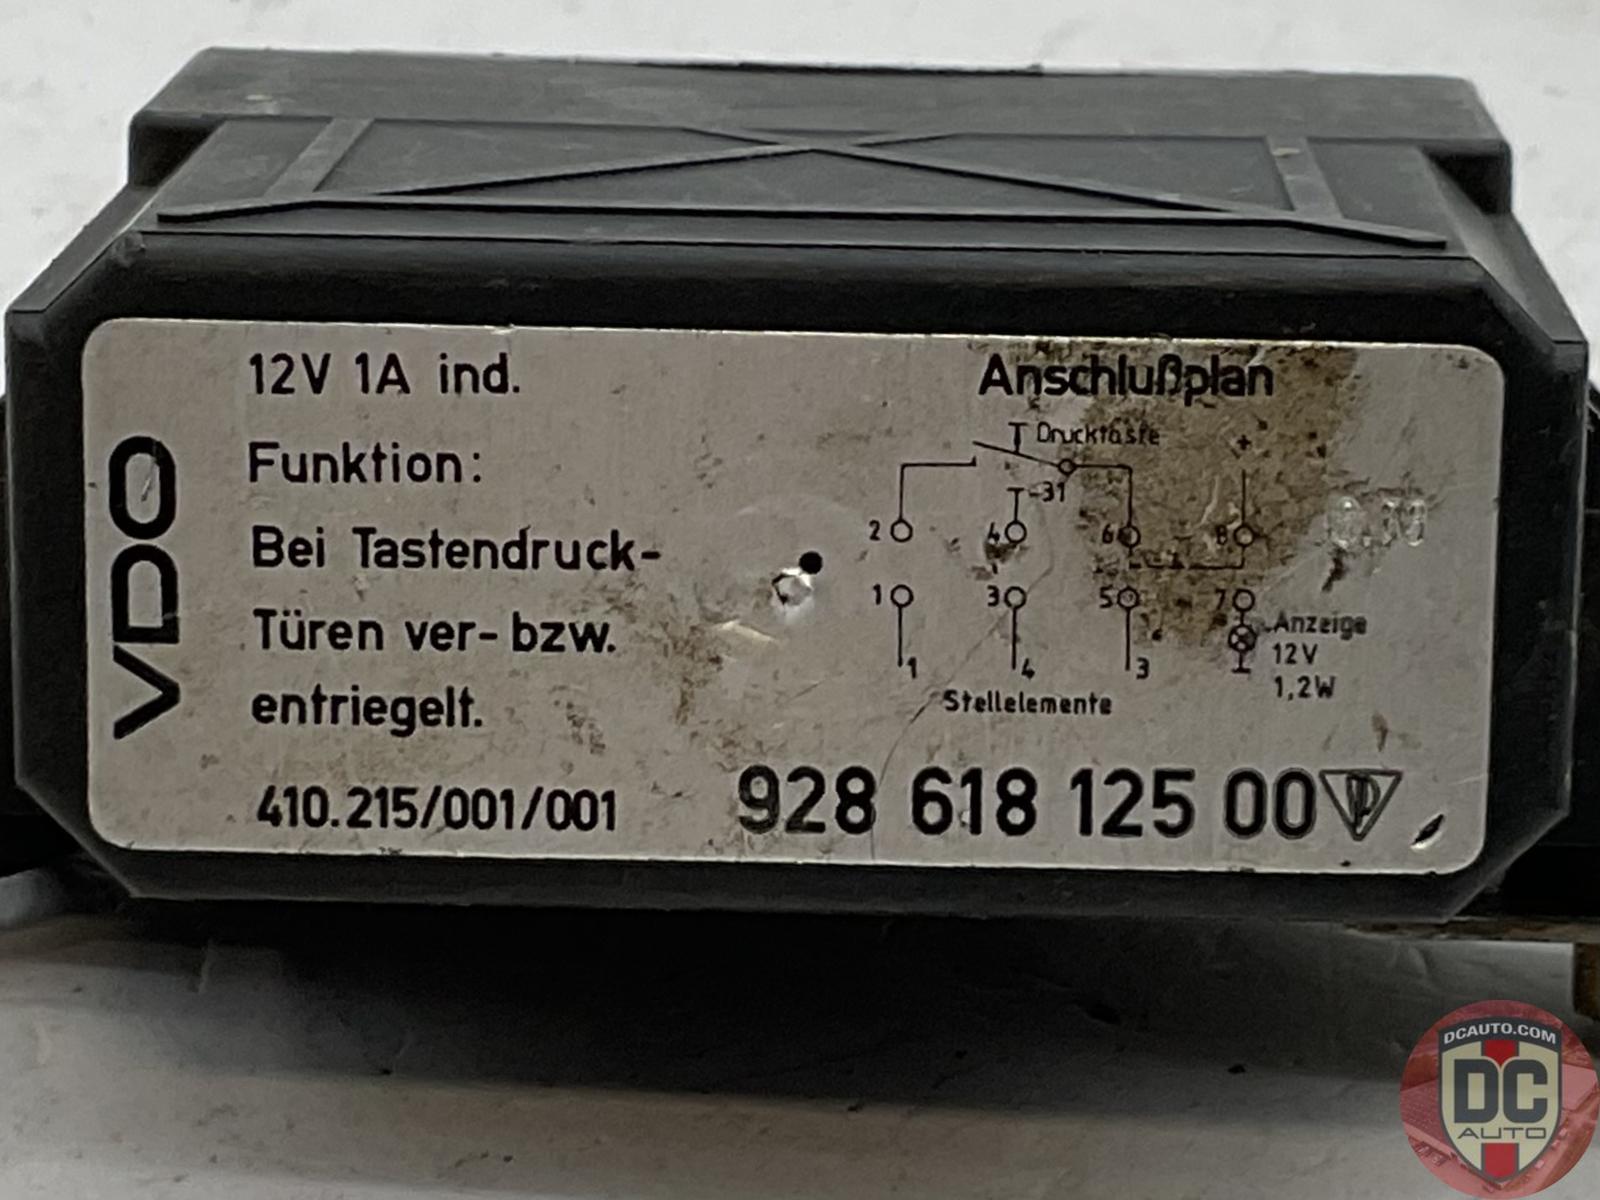 VDO
12V 1A ind.
Funktion:
Bei Tastendruck-
Türen ver- bzw.
entriegelt.
410.215/001/001
Anschlußplan
Drucktaste
+
-31
2 4 6 8
1 3 5 7
Anzeige
12V
1,2W
1 4 3
Stellelemente
928 618 125 00
DCAUTO.COM
DC
AUTO